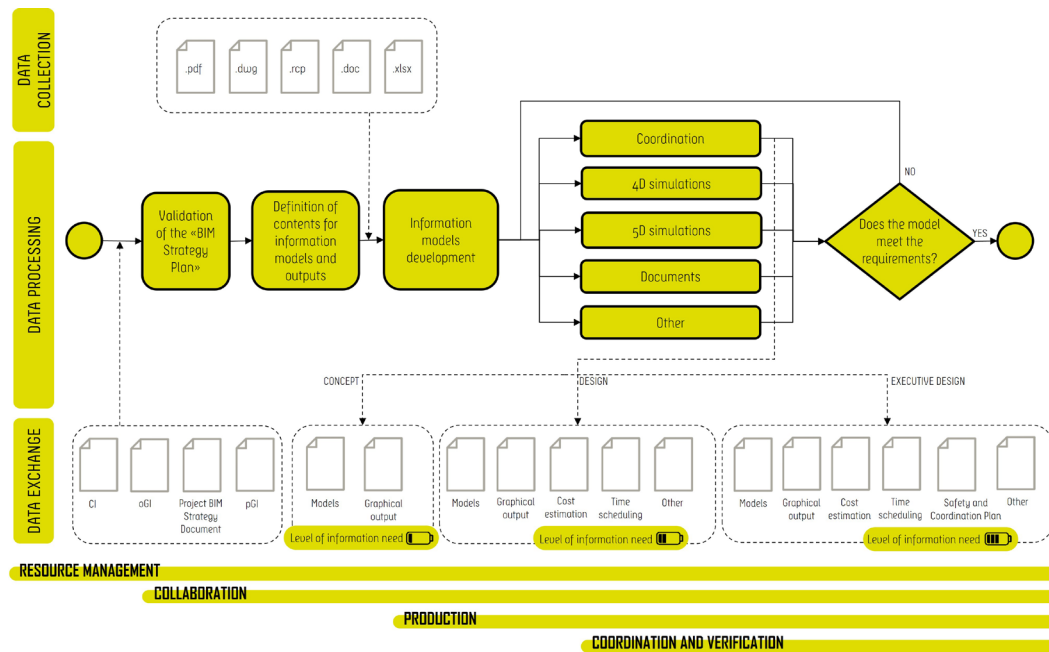 DATA
COLLECTION
.pdf
.dwg
.rcp
.doc
.xlsx
DATA PROCESSING
Validation
of the «BIM
Strategy
Plan»
Definition of
contents for
information
models and
outputs
Information
models
development
Coordination
4D simulations
5D simulations
Documents
Other
Does the model
meet the
requirements?
NO
YES
CONCEPT
DESIGN
EXECUTIVE DESIGN
DATA EXCHANGE
CI
oGI
Project BIM
Strategy
Document
pGI
Models
Graphical
output
Level of information need
Models
Graphical
output
Cost
estimation
Time
scheduling
Other
Level of information need
Models
Graphical
output
Cost
estimation
Time
scheduling
Safety and
Coordination Plan
Other
Level of information need
RESOURCE MANAGEMENT
COLLABORATION
PRODUCTION
COORDINATION AND VERIFICATION